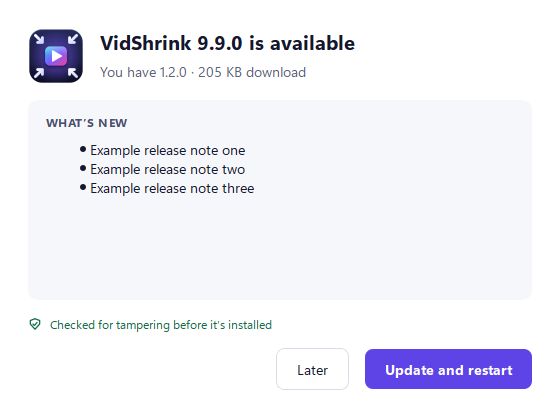 VidShrink 9.9.0 is available
You have 1.2.0 · 205 KB download
WHAT'S NEW
• Example release note one
• Example release note two
• Example release note three
Checked for tampering before it's installed
Later
Update and restart